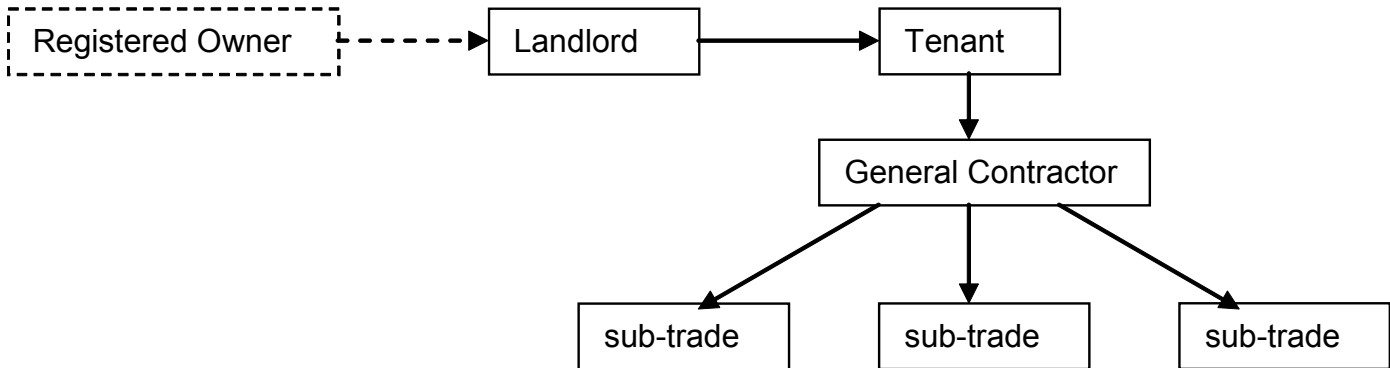 Registered Owner
Landlord
Tenant
General Contractor
sub-trade
sub-trade
sub-trade